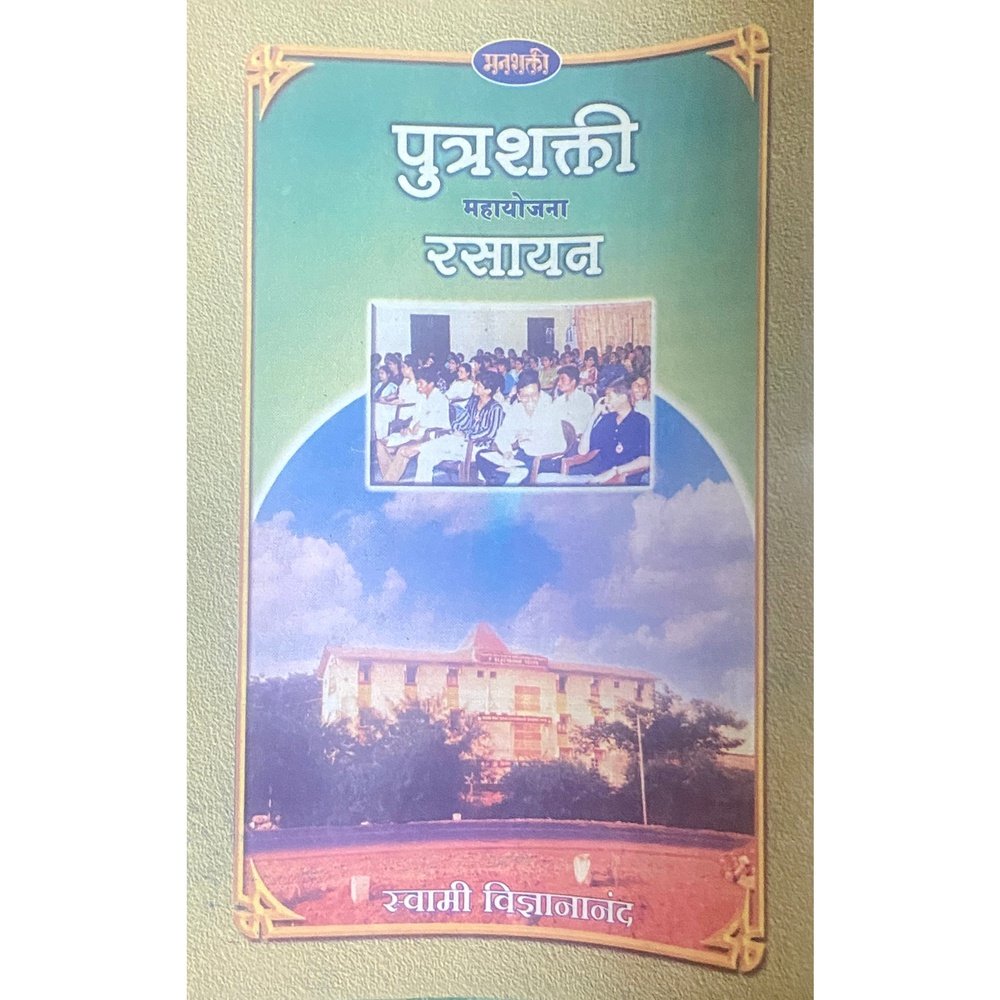 मनशक्ती
पुत्रशक्ती
महायोजना
रसायन
स्वामी विज्ञानानंद